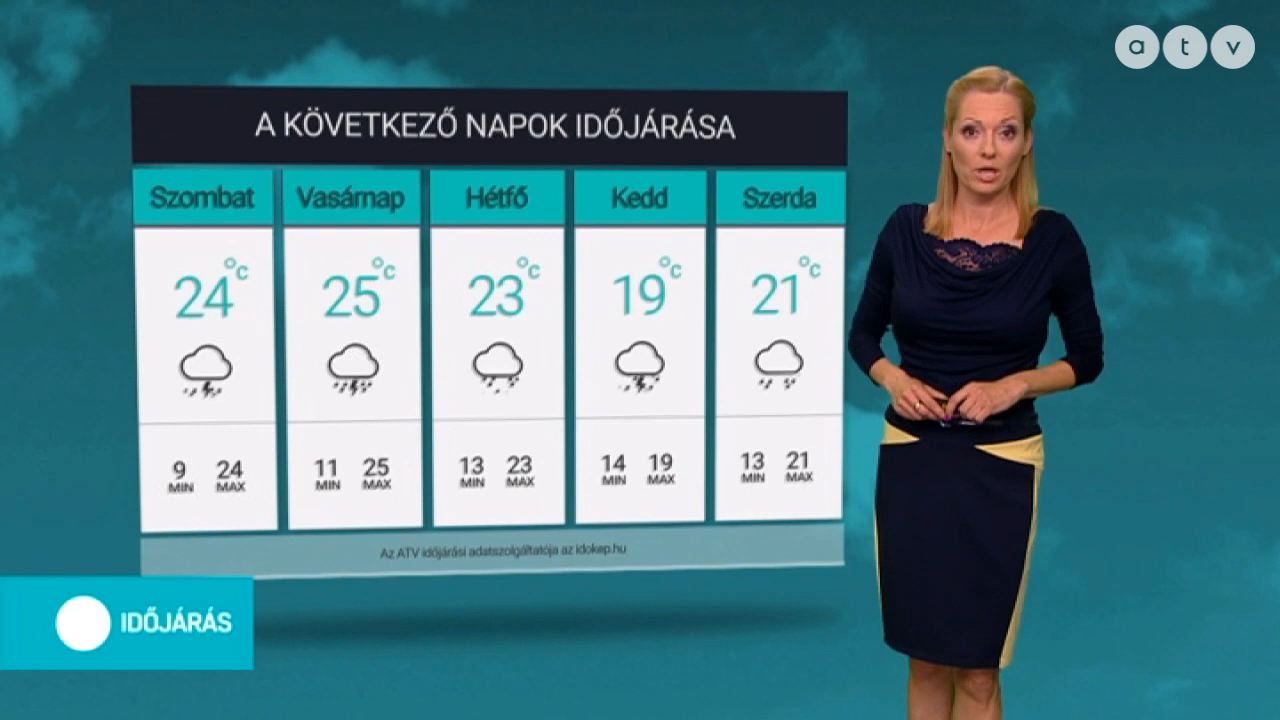 a t v
A KÖVETKEZŐ NAPOK IDŐJÁRÁSA
Szombat Vasárnap Hétfő Kedd Szerda
24°C 25°C 23°C 19°C 21°C
9 24 11 25 13 23 14 19 13 21
MIN MAX MIN MAX MIN MAX MIN MAX MIN MAX
Az ATV időjárási adatszolgáltatója az idokep.hu
IDŐJÁRÁS